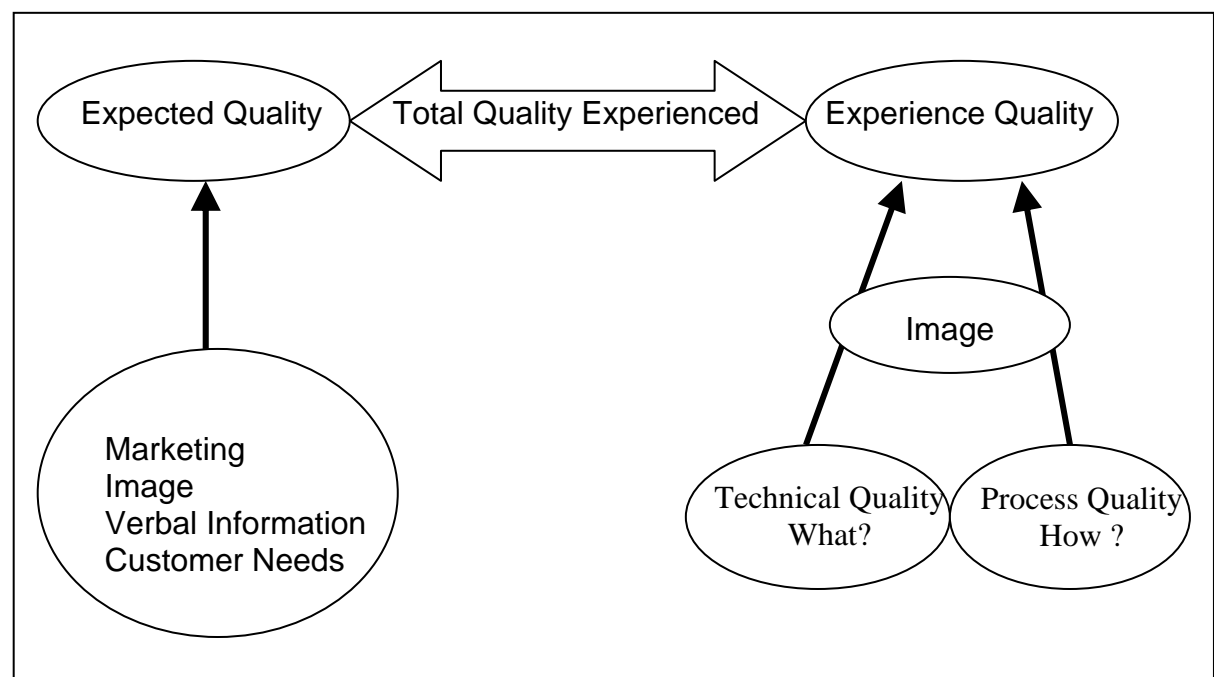 Expected Quality
Total Quality Experienced
Experience Quality
Image
Marketing
Image
Verbal Information
Customer Needs
Technical Quality
What?
Process Quality
How ?